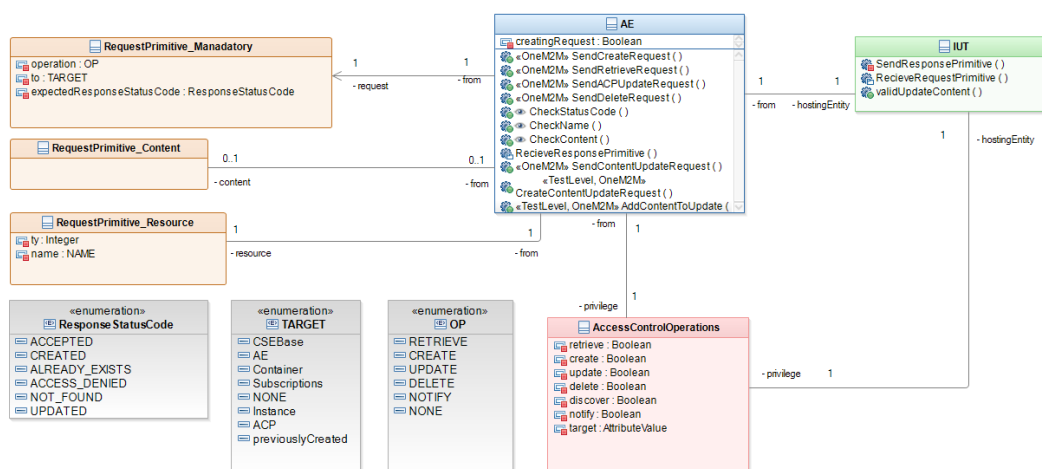 RequestPrimitive_Manadatory
operation : OP
to : TARGET
expectedResponseStatusCode : ResponseStatusCode
1
- request
1
- from
AE
creatingRequest : Boolean
«OneM2M» SendCreateRequest ( )
«OneM2M» SendRetrieveRequest ( )
«OneM2M» SendACPUpdateRequest ( )
«OneM2M» SendDeleteRequest ( )
CheckStatusCode ( )
CheckName ( )
CheckContent ( )
RecieveResponsePrimitive ( )
«OneM2M» SendContentUpdateRequest ( )
«TestLevel, OneM2M»
CreateContentUpdateRequest ( )
«TestLevel, OneM2M» AddContentToUpdate (
1
- from
1
- hostingEntity
IUT
SendResponsePrimitive ( )
RecieveRequestPrimitive ( )
validUpdateContent ( )
1
- hostingEntity
RequestPrimitive_Content
0..1
- content
0..1
- from
RequestPrimitive_Resource
ty : Integer
name : NAME
1
- resource
1
- from
- from
1
- privilege
1
AccessControlOperations
retrieve : Boolean
create : Boolean
update : Boolean
delete : Boolean
discover : Boolean
notify : Boolean
target : AttributeValue
- privilege
1
«enumeration»
ResponseStatusCode
ACCEPTED
CREATED
ALREADY_EXISTS
ACCESS_DENIED
NOT_FOUND
UPDATED
«enumeration»
TARGET
CSEBase
AE
Container
Subscriptions
NONE
Instance
ACP
previouslyCreated
«enumeration»
OP
RETRIEVE
CREATE
UPDATE
DELETE
NOTIFY
NONE